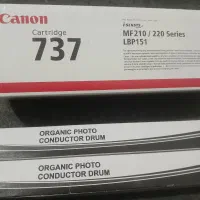 Canon
Cartridge
737
MF210 / 220 Series
LBP151
ORGANIC PHOTO
CONDUCTOR DRUM
ORGANIC PHOTO
CONDUCTOR DRUM